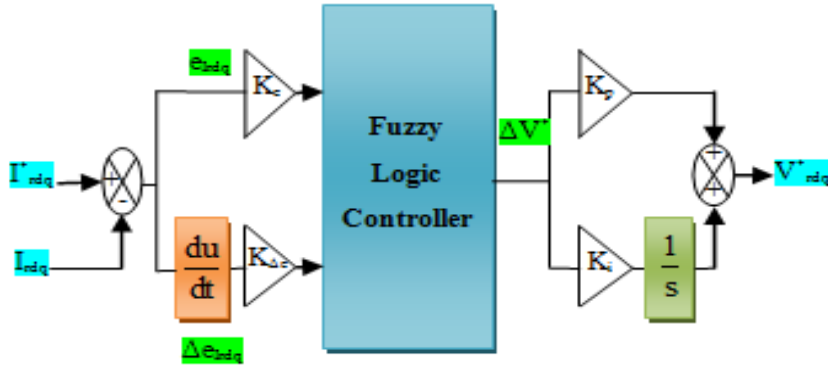 e_Irdq
K_e
K_p
Fuzzy
Logic
Controller
ΔV*
I*_rdq
+
-
+
+
V*_rdq
I_rdq
du
dt
K_Δe
K_i
1
s
Δe_Irdq